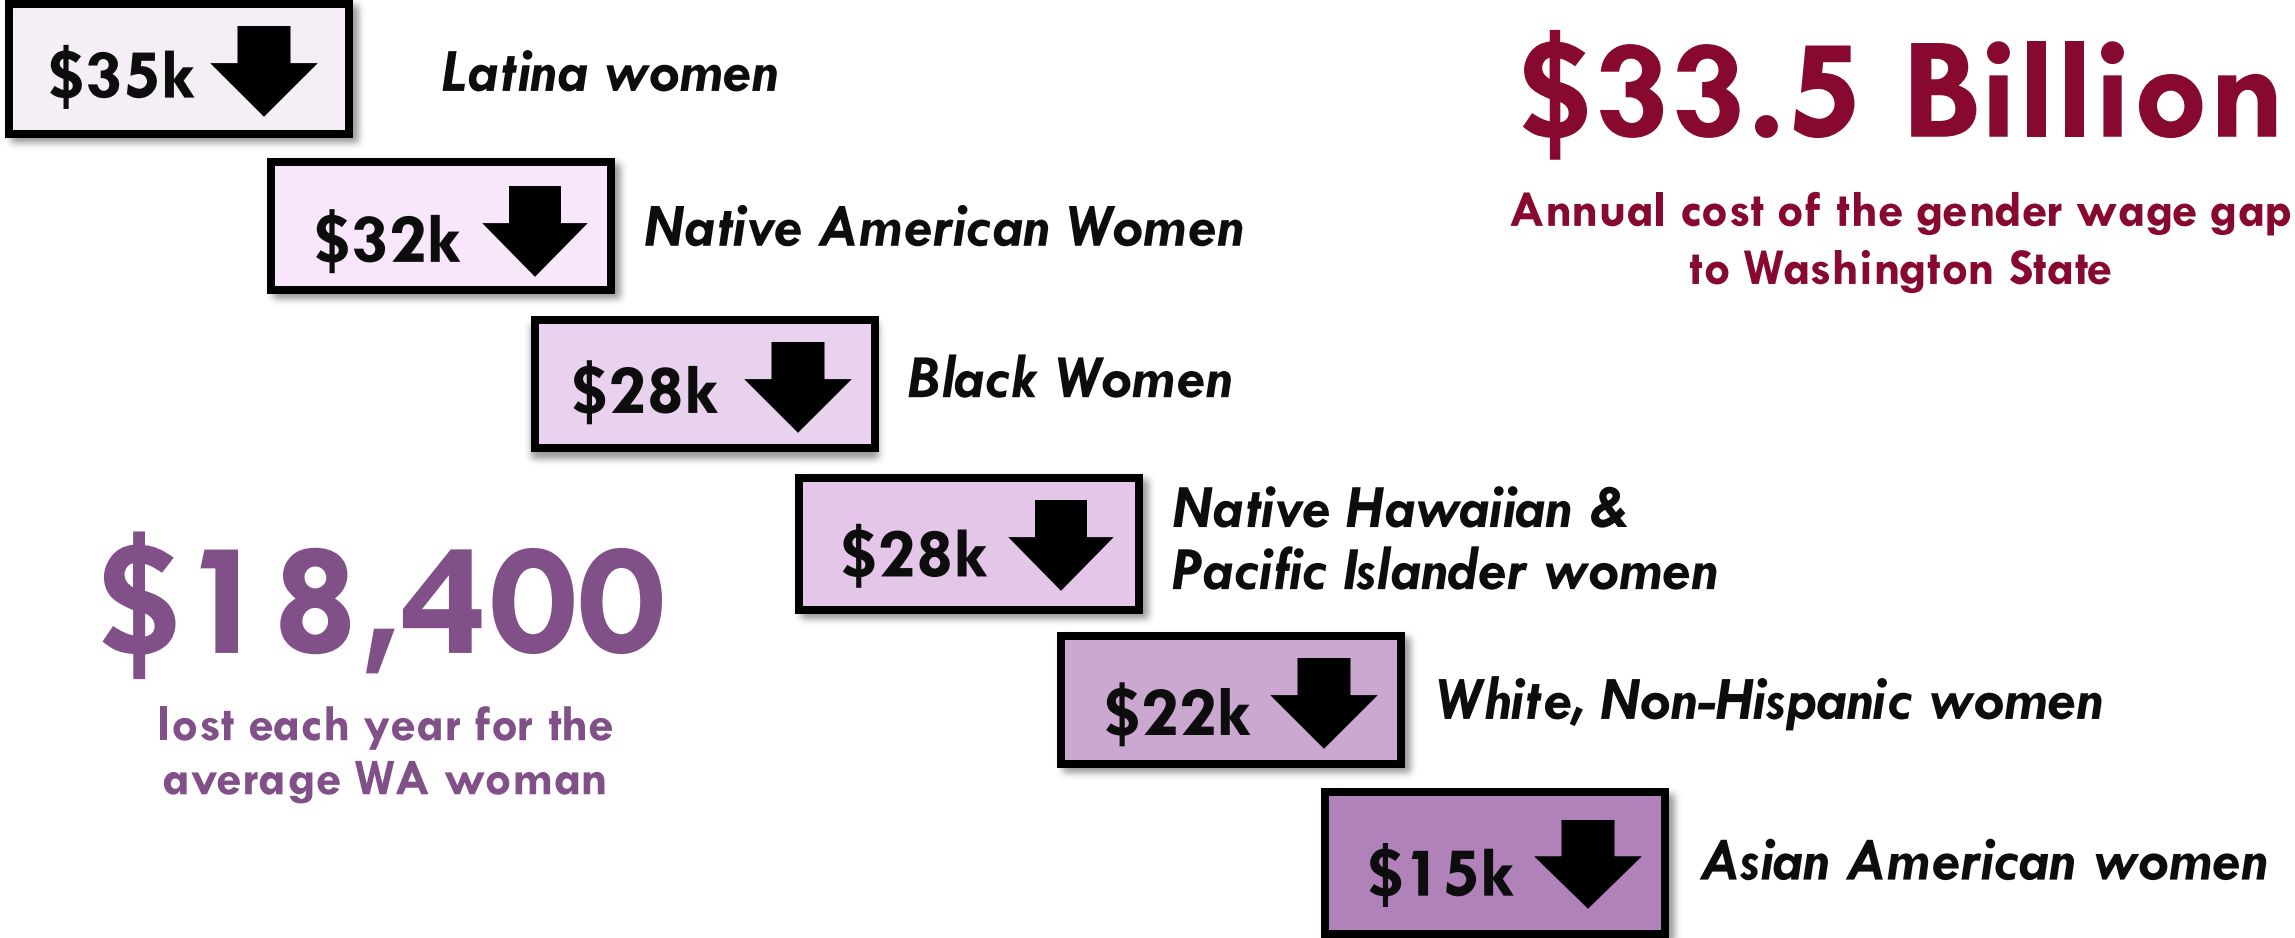 $35k
Latina women
$33.5 Billion
Annual cost of the gender wage gap
to Washington State
$32k
Native American Women
$28k
Black Women
$28k
Native Hawaiian &
Pacific Islander women
$18,400
lost each year for the
average WA woman
$22k
White, Non-Hispanic women
$15k
Asian American women